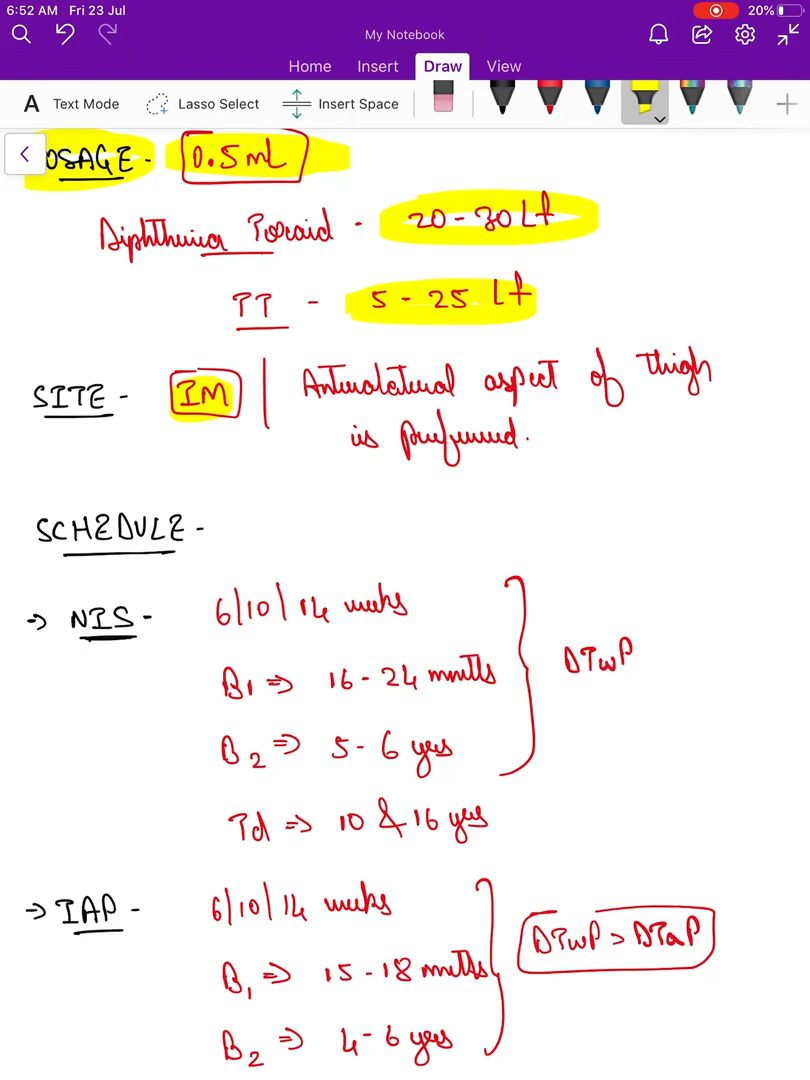 6:52 AM Fri 23 Jul
20%
My Notebook
Home Insert Draw View
A Text Mode Lasso Select Insert Space
OSAGE - 0.5 mL
Diphtheria Toxoid - 20 - 30 Lf
TT - 5 - 25 Lf
SITE - IM | Anterolateral aspect of thigh
is preferred.
SCHEDULE -
→ NIS - 6/10/14 weeks
B1 ⇒ 16 - 24 months
DTwP
B2 ⇒ 5 - 6 yrs
Td ⇒ 10 & 16 yrs
→ IAP - 6/10/14 weeks
DTwP > DTaP
B1 ⇒ 15 - 18 months
B2 ⇒ 4 - 6 yrs